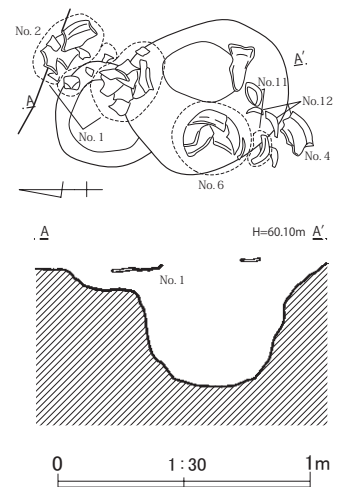 No. 2
A′
No.11
A
No.12
No. 1
No. 4
No. 6
A H=60.10m A′
No. 1
0 1:30 1m